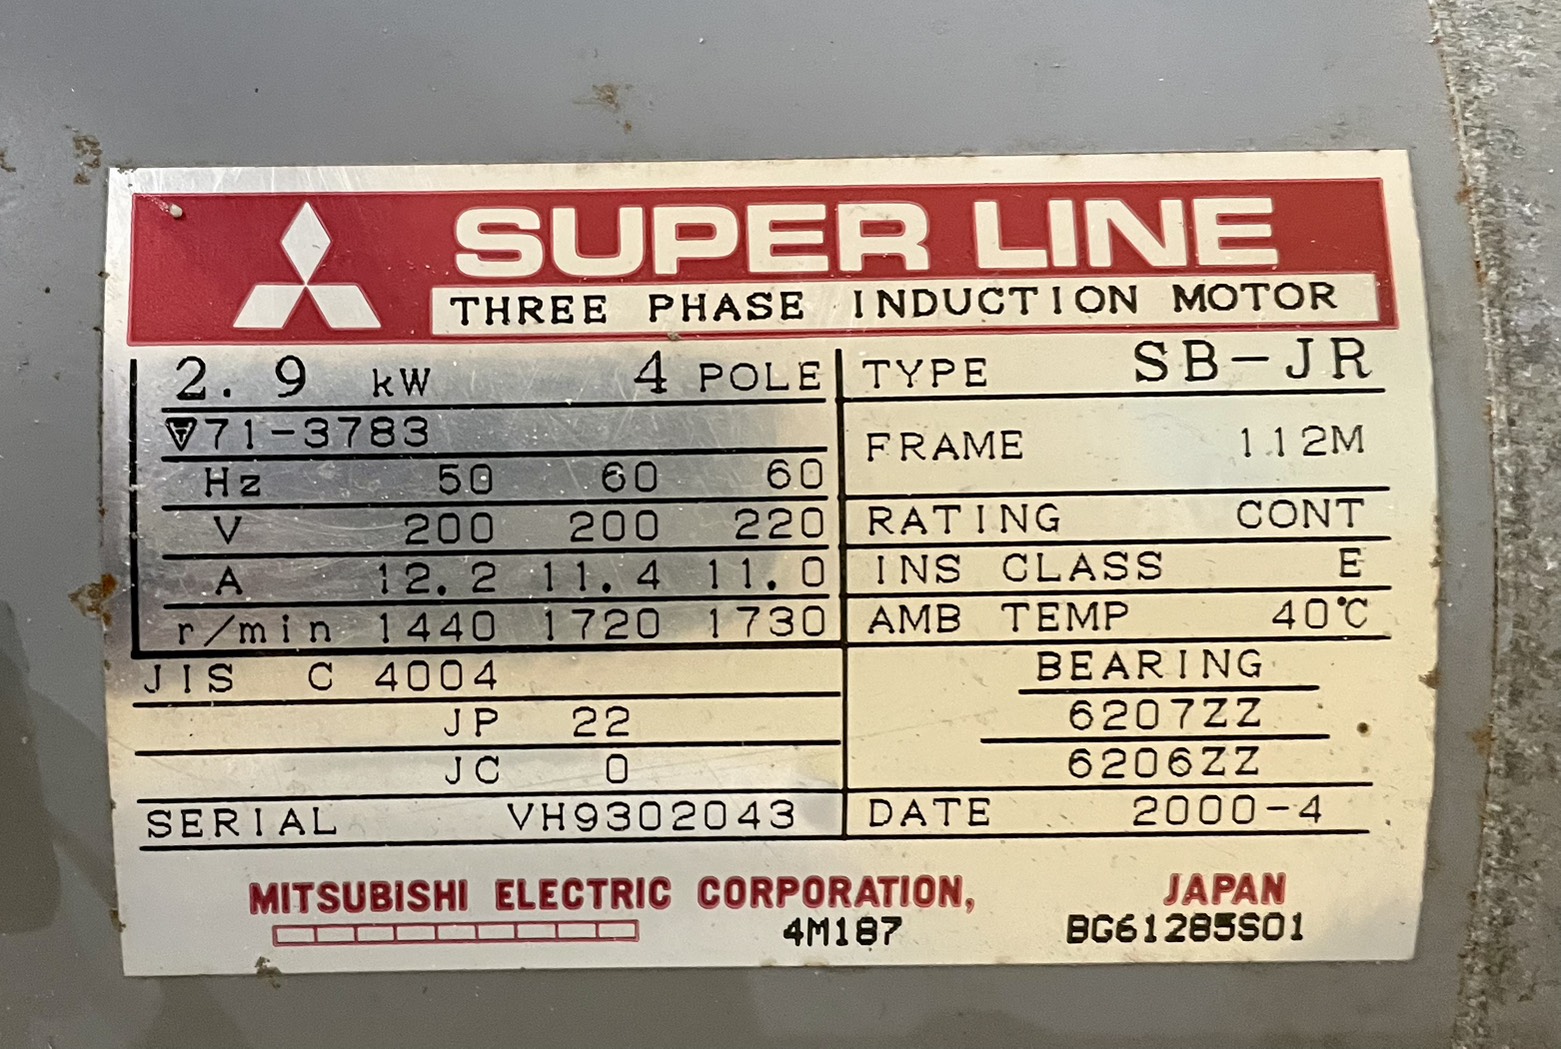 SUPER LINE
THREE PHASE INDUCTION MOTOR
2.9 kW 4 POLE
71-3783
Hz 50 60 60
V 200 200 220
A 12.2 11.4 11.0
r/min 1440 1720 1730
JIS C 4004
JP 22
JC 0
SERIAL VH9302043
TYPE SB-JR
FRAME 112M
RATING CONT
INS CLASS E
AMB TEMP 40℃
BEARING
6207ZZ
6206ZZ
DATE 2000-4
MITSUBISHI ELECTRIC CORPORATION, JAPAN
4M187 BG61285S01